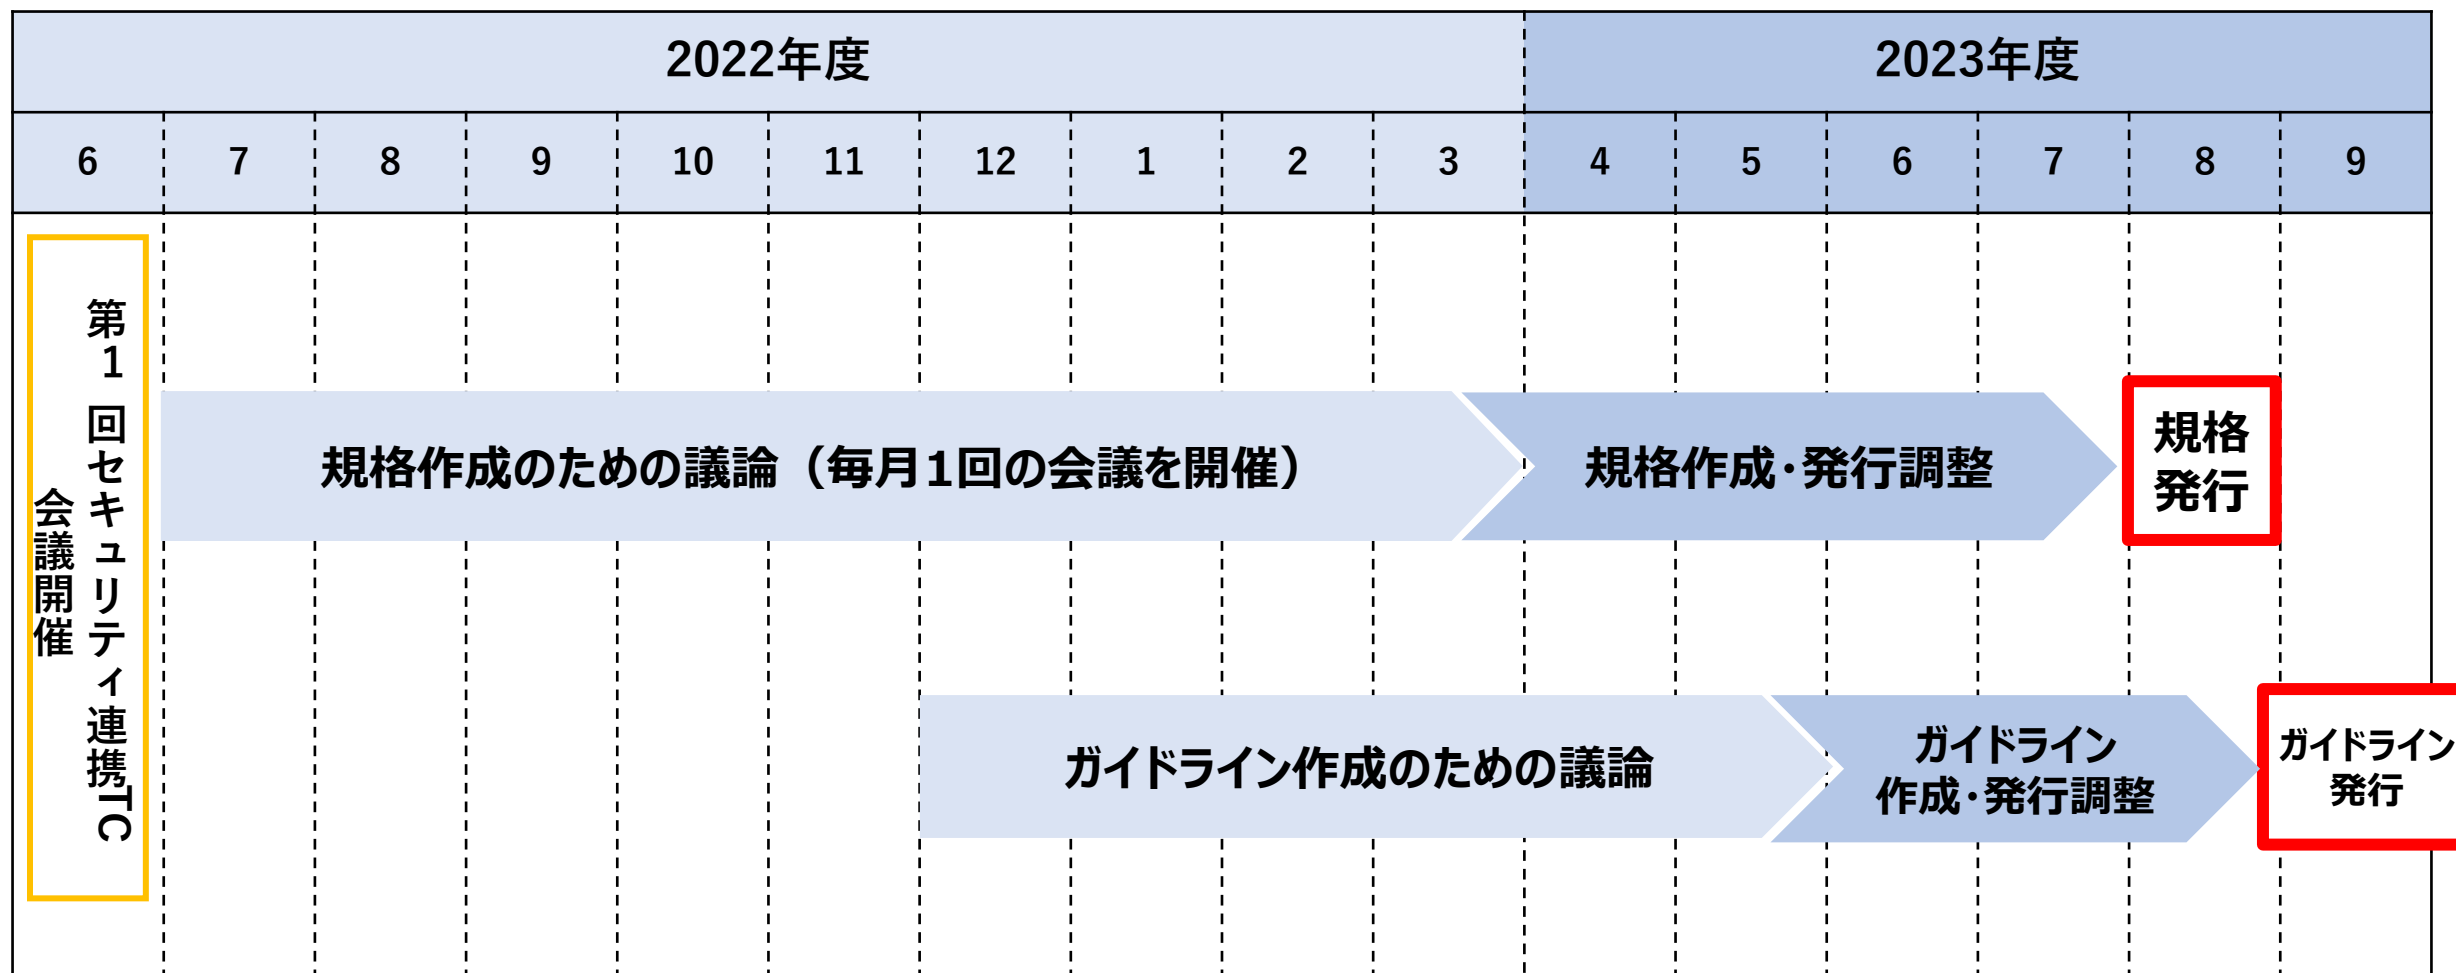 2022年度
2023年度
6
7
8
9
10
11
12
1
2
3
4
5
6
7
8
9
第1回セキュリティ連携TC
会議開催
規格作成のための議論（毎月1回の会議を開催）
規格作成・発行調整
規格
発行
ガイドライン作成のための議論
ガイドライン
作成・発行調整
ガイドライン
発行